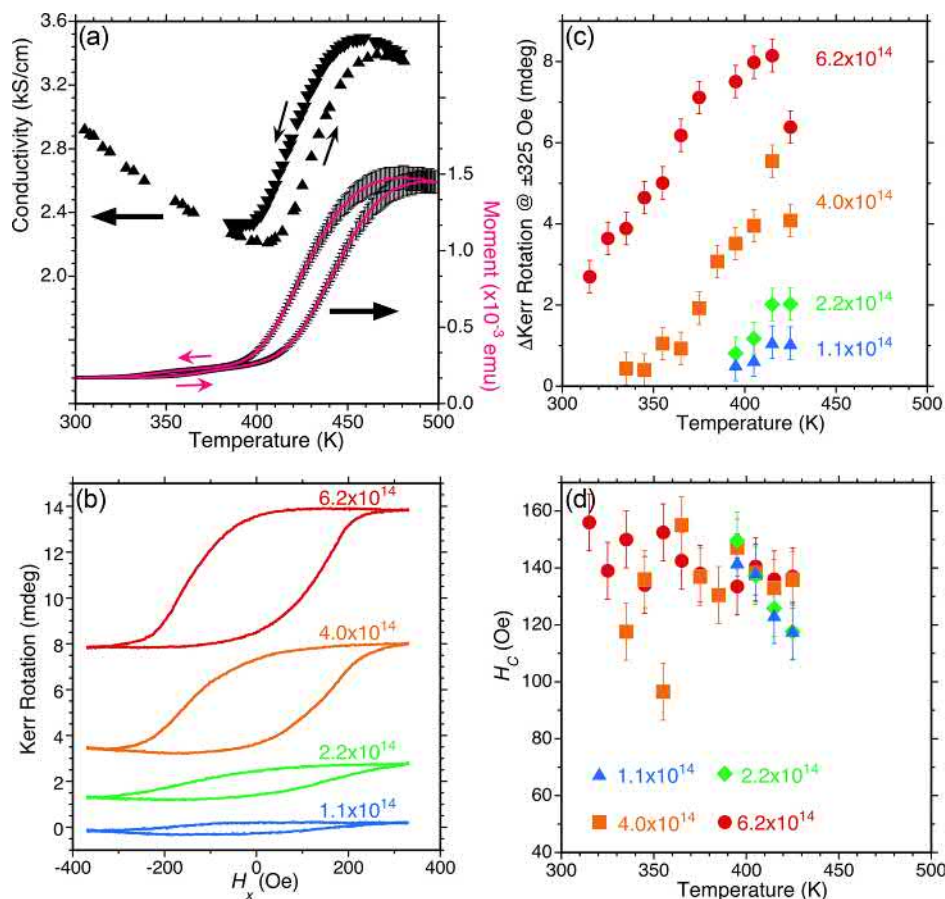 (a)
Conductivity (kS/cm)
3.6
3.2
2.8
2.4
2.0
1.5
1.0
0.5
0.0
Moment (x10⁻³ emu)
300 350 400 450 500
Temperature (K)
(c)
ΔKerr Rotation @ ±325 Oe (mdeg)
8
6
4
2
0
6.2x10¹⁴
4.0x10¹⁴
2.2x10¹⁴
1.1x10¹⁴
300 350 400 450 500
Temperature (K)
(b)
Kerr Rotation (mdeg)
14
12
10
8
6
4
2
0
6.2x10¹⁴
4.0x10¹⁴
2.2x10¹⁴
1.1x10¹⁴
-400 -200 0 200 400
Hₓ (Oe)
(d)
H_C (Oe)
160
140
120
100
80
60
40
1.1x10¹⁴ 2.2x10¹⁴
4.0x10¹⁴ 6.2x10¹⁴
300 350 400 450 500
Temperature (K)